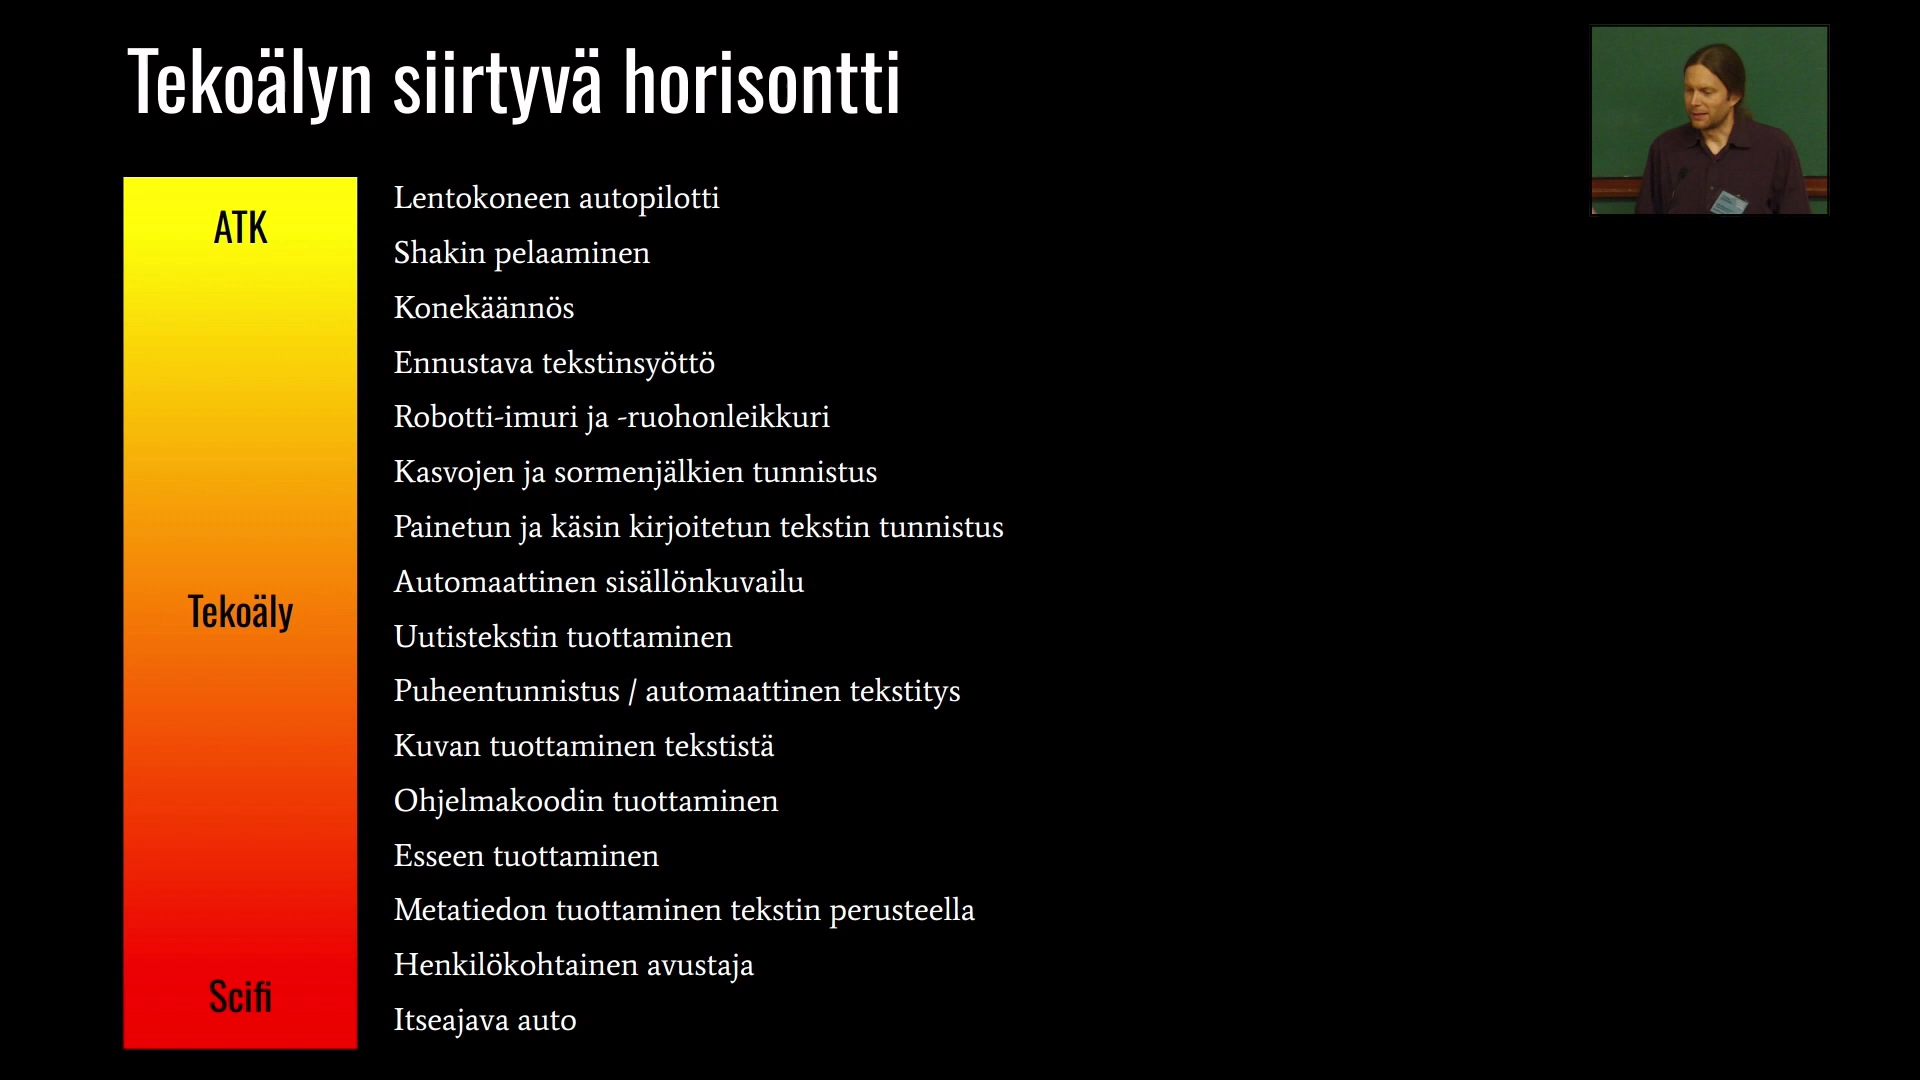 Tekoälyn siirtyvä horisontti
ATK
Tekoäly
Scifi
Lentokoneen autopilotti
Shakin pelaaminen
Konekäännös
Ennustava tekstinsyöttö
Robotti-imuri ja -ruohonleikkuri
Kasvojen ja sormenjälkien tunnistus
Painetun ja käsin kirjoitetun tekstin tunnistus
Automaattinen sisällönkuvailu
Uutistekstin tuottaminen
Puheentunnistus / automaattinen tekstitys
Kuvan tuottaminen tekstistä
Ohjelmakoodin tuottaminen
Esseen tuottaminen
Metatiedon tuottaminen tekstin perusteella
Henkilökohtainen avustaja
Itseajava auto